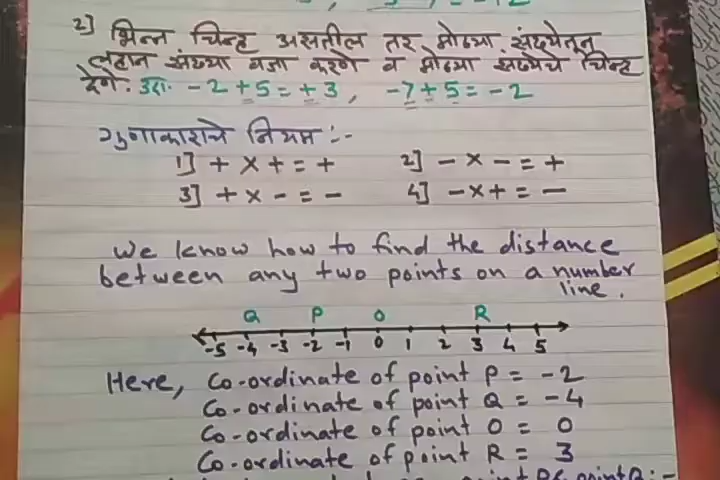 = -12
2] भिन्न चिन्ह असतील तर मोठ्या संख्येतून
लहान संख्या वजा करणे व मोठ्या संख्येचे चिन्ह
देणे. उदा. -2 + 5 = + 3 , -7 + 5 = - 2
गुणाकाराचे नियम :-
1] + x + = + 2] - x - = +
3] + x - = - 4] - x + = -
We know how to find the distance
between any two points on a number
line.
Q P O R
-5 -4 -3 -2 -1 0 1 2 3 4 5
Here, Co-ordinate of point P = -2
Co-ordinate of point Q = -4
Co-ordinate of point O = 0
Co-ordinate of point R = 3